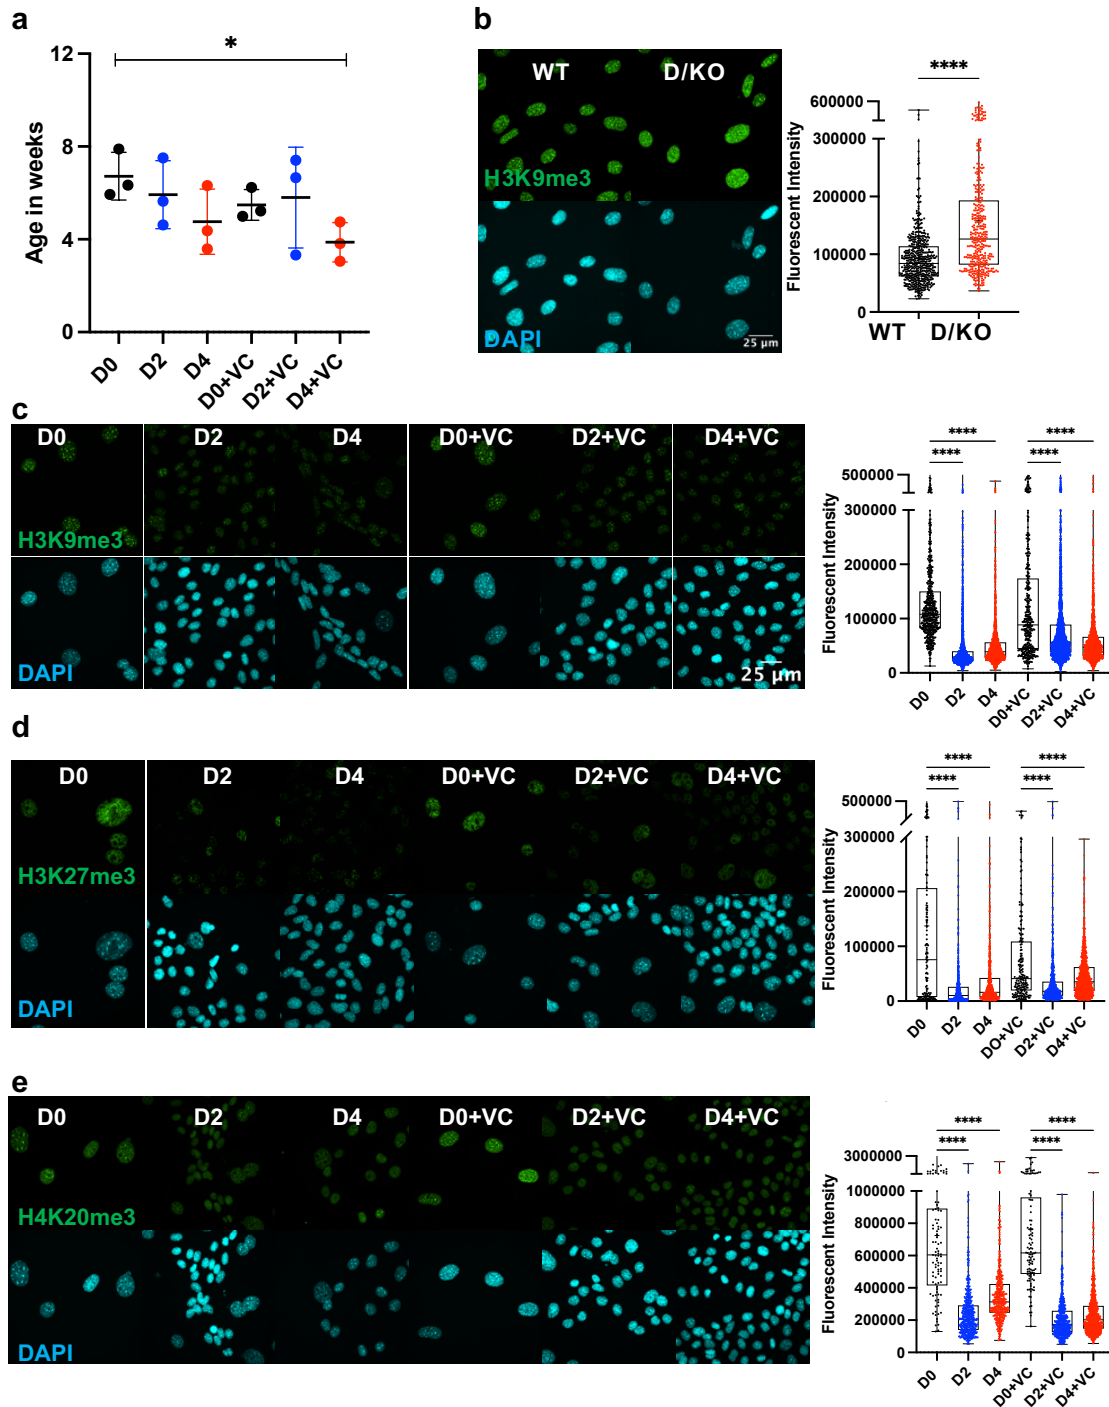 a
*
12
8
4
0
Age in weeks
D0
D2
D4
D0+VC
D2+VC
D4+VC
b
WT
D/KO
H3K9me3
DAPI
25 µm
****
600000
300000
200000
100000
0
Fluorescent Intensity
WT
D/KO
c
D0
D2
D4
D0+VC
D2+VC
D4+VC
H3K9me3
DAPI
25 µm
****
****
****
****
500000
300000
200000
100000
0
Fluorescent Intensity
D0
D2
D4
D0+VC
D2+VC
D4+VC
d
D0
D2
D4
D0+VC
D2+VC
D4+VC
H3K27me3
DAPI
****
****
****
****
500000
300000
200000
100000
0
Fluorescent Intensity
D0
D2
D4
DO+VC
D2+VC
D4+VC
e
D0
D2
D4
D0+VC
D2+VC
D4+VC
H4K20me3
DAPI
****
****
****
****
3000000
1000000
800000
600000
400000
200000
0
Fluorescent Intensity
D0
D2
D4
D0+VC
D2+VC
D4+VC